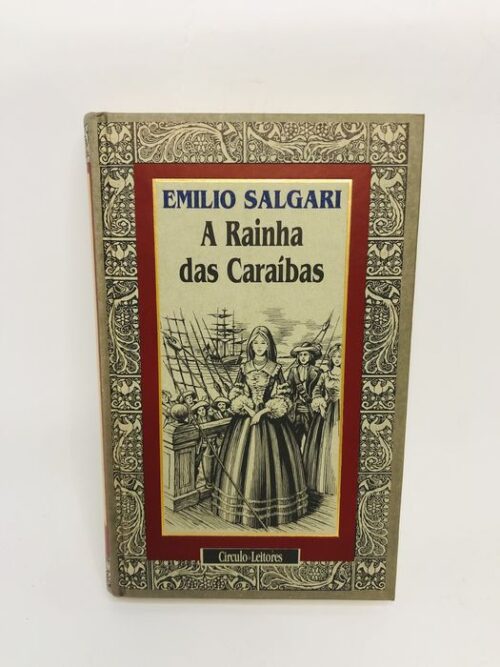 EMILIO SALGARI
A Rainha
das Caraíbas
Círculo-Leitores